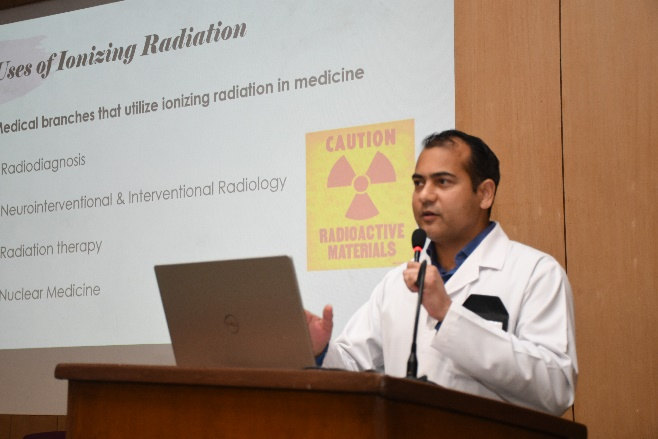 Uses of Ionizing Radiation
Medical branches that utilize ionizing radiation in medicine
Radiodiagnosis
Neurointerventional & Interventional Radiology
Radiation therapy
Nuclear Medicine
CAUTION
RADIOACTIVE
MATERIALS
DELL